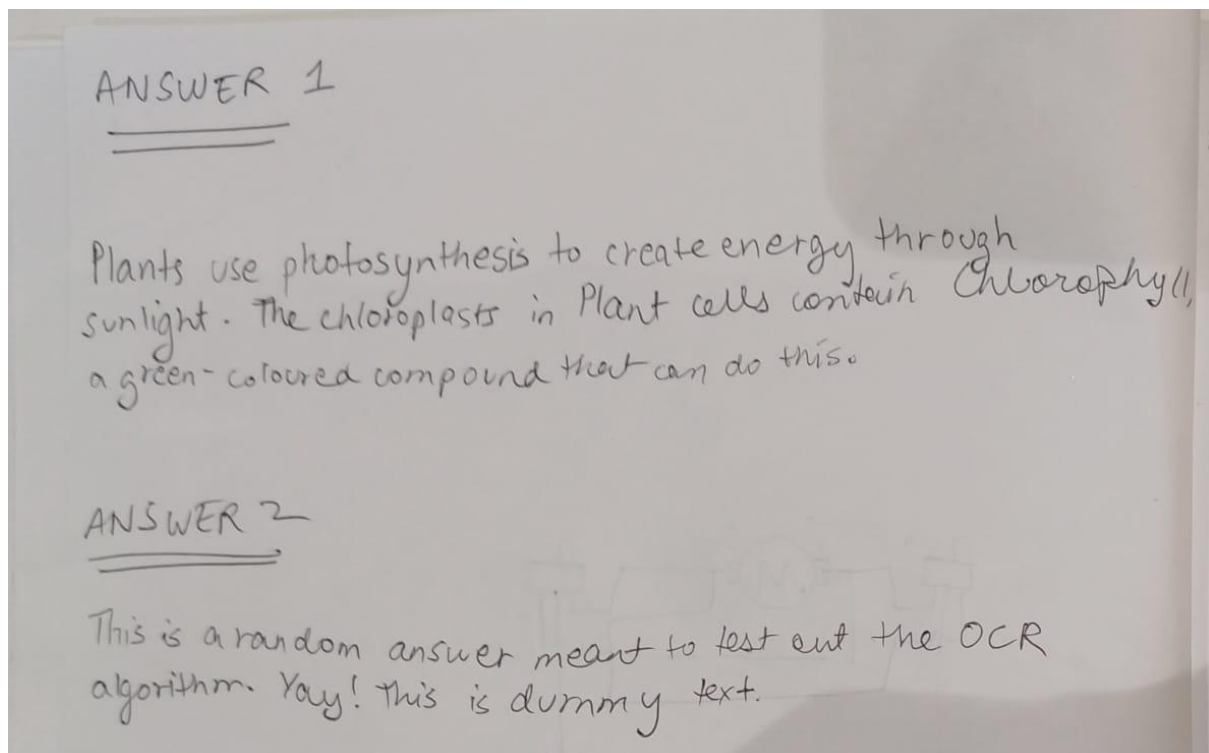 ANSWER 1
Plants use photosynthesis to create energy through
sunlight. The chloroplasts in Plant cells contain Chlorophyll,
a green-coloured compound that can do this.
ANSWER 2
This is a random answer meant to test out the OCR
algorithm. Yay! This is dummy text.